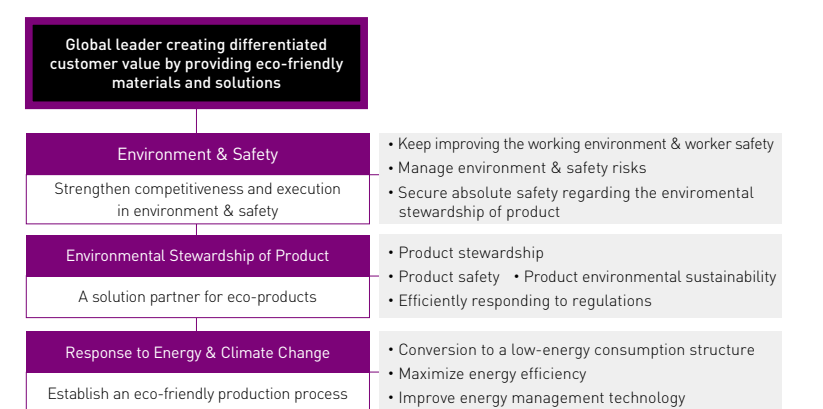 Global leader creating differentiated
customer value by providing eco-friendly
materials and solutions
Environment & Safety
Strengthen competitiveness and execution
in environment & safety
• Keep improving the working environment & worker safety
• Manage environment & safety risks
• Secure absolute safety regarding the enviromental
stewardship of product
Environmental Stewardship of Product
A solution partner for eco-products
• Product stewardship
• Product safety • Product environmental sustainability
• Efficiently responding to regulations
Response to Energy & Climate Change
Establish an eco-friendly production process
• Conversion to a low-energy consumption structure
• Maximize energy efficiency
• Improve energy management technology